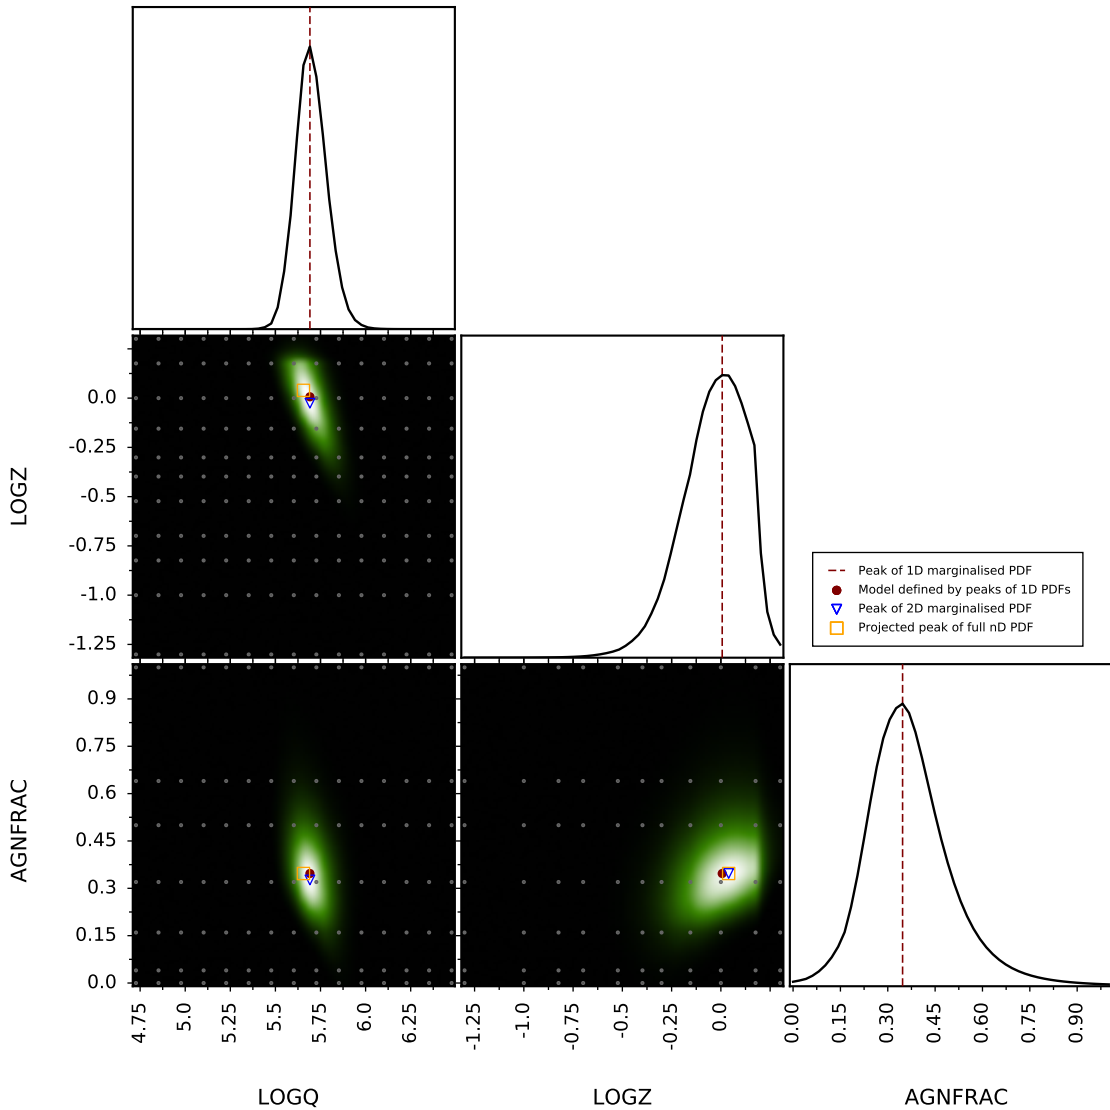 LOGZ
0.0
-0.25
-0.5
-0.75
-1.0
-1.25
Peak of 1D marginalised PDF
Model defined by peaks of 1D PDFs
Peak of 2D marginalised PDF
Projected peak of full nD PDF
AGNFRAC
0.9
0.75
0.6
0.45
0.3
0.15
0.0
4.75 5.0 5.25 5.5 5.75 6.0 6.25
-1.25 -1.0 -0.75 -0.5 -0.25 0.0
0.00 0.15 0.30 0.45 0.60 0.75 0.90
LOGQ LOGZ AGNFRAC